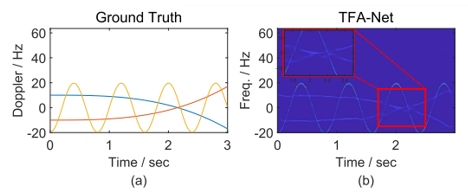 Ground Truth
TFA-Net
60
40
20
0
-20
Doppler / Hz
0
1
2
3
Time / sec
(a)
60
40
20
0
-20
Freq. / Hz
0
2
Time / sec
(b)